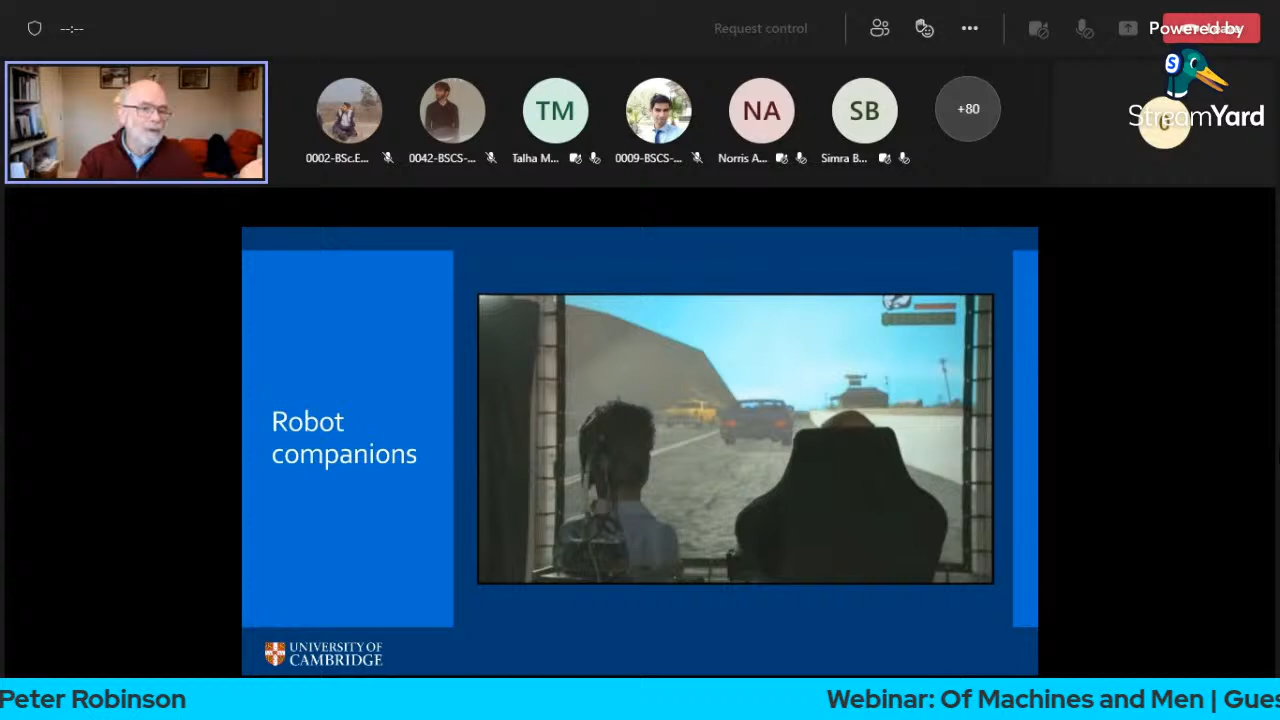 --:--
Request control
Powered by
StreamYard
TM
NA
SB
+80
0002-BSc.E...
0042-BSCS-...
Talha M...
0009-BSCS-...
Norris A...
Simra B...
Robot
companions
UNIVERSITY OF
CAMBRIDGE
Peter Robinson
Webinar: Of Machines and Men | Gues